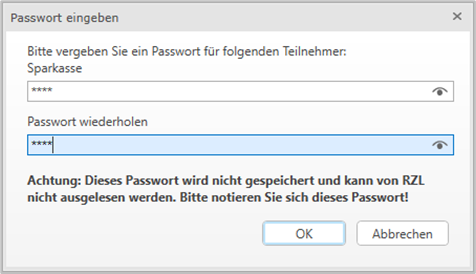 Passwort eingeben
Bitte vergeben Sie ein Passwort für folgenden Teilnehmer:
Sparkasse
****
Passwort wiederholen
****
Achtung: Dieses Passwort wird nicht gespeichert und kann von RZL
nicht ausgelesen werden. Bitte notieren Sie sich dieses Passwort!
OK Abbrechen